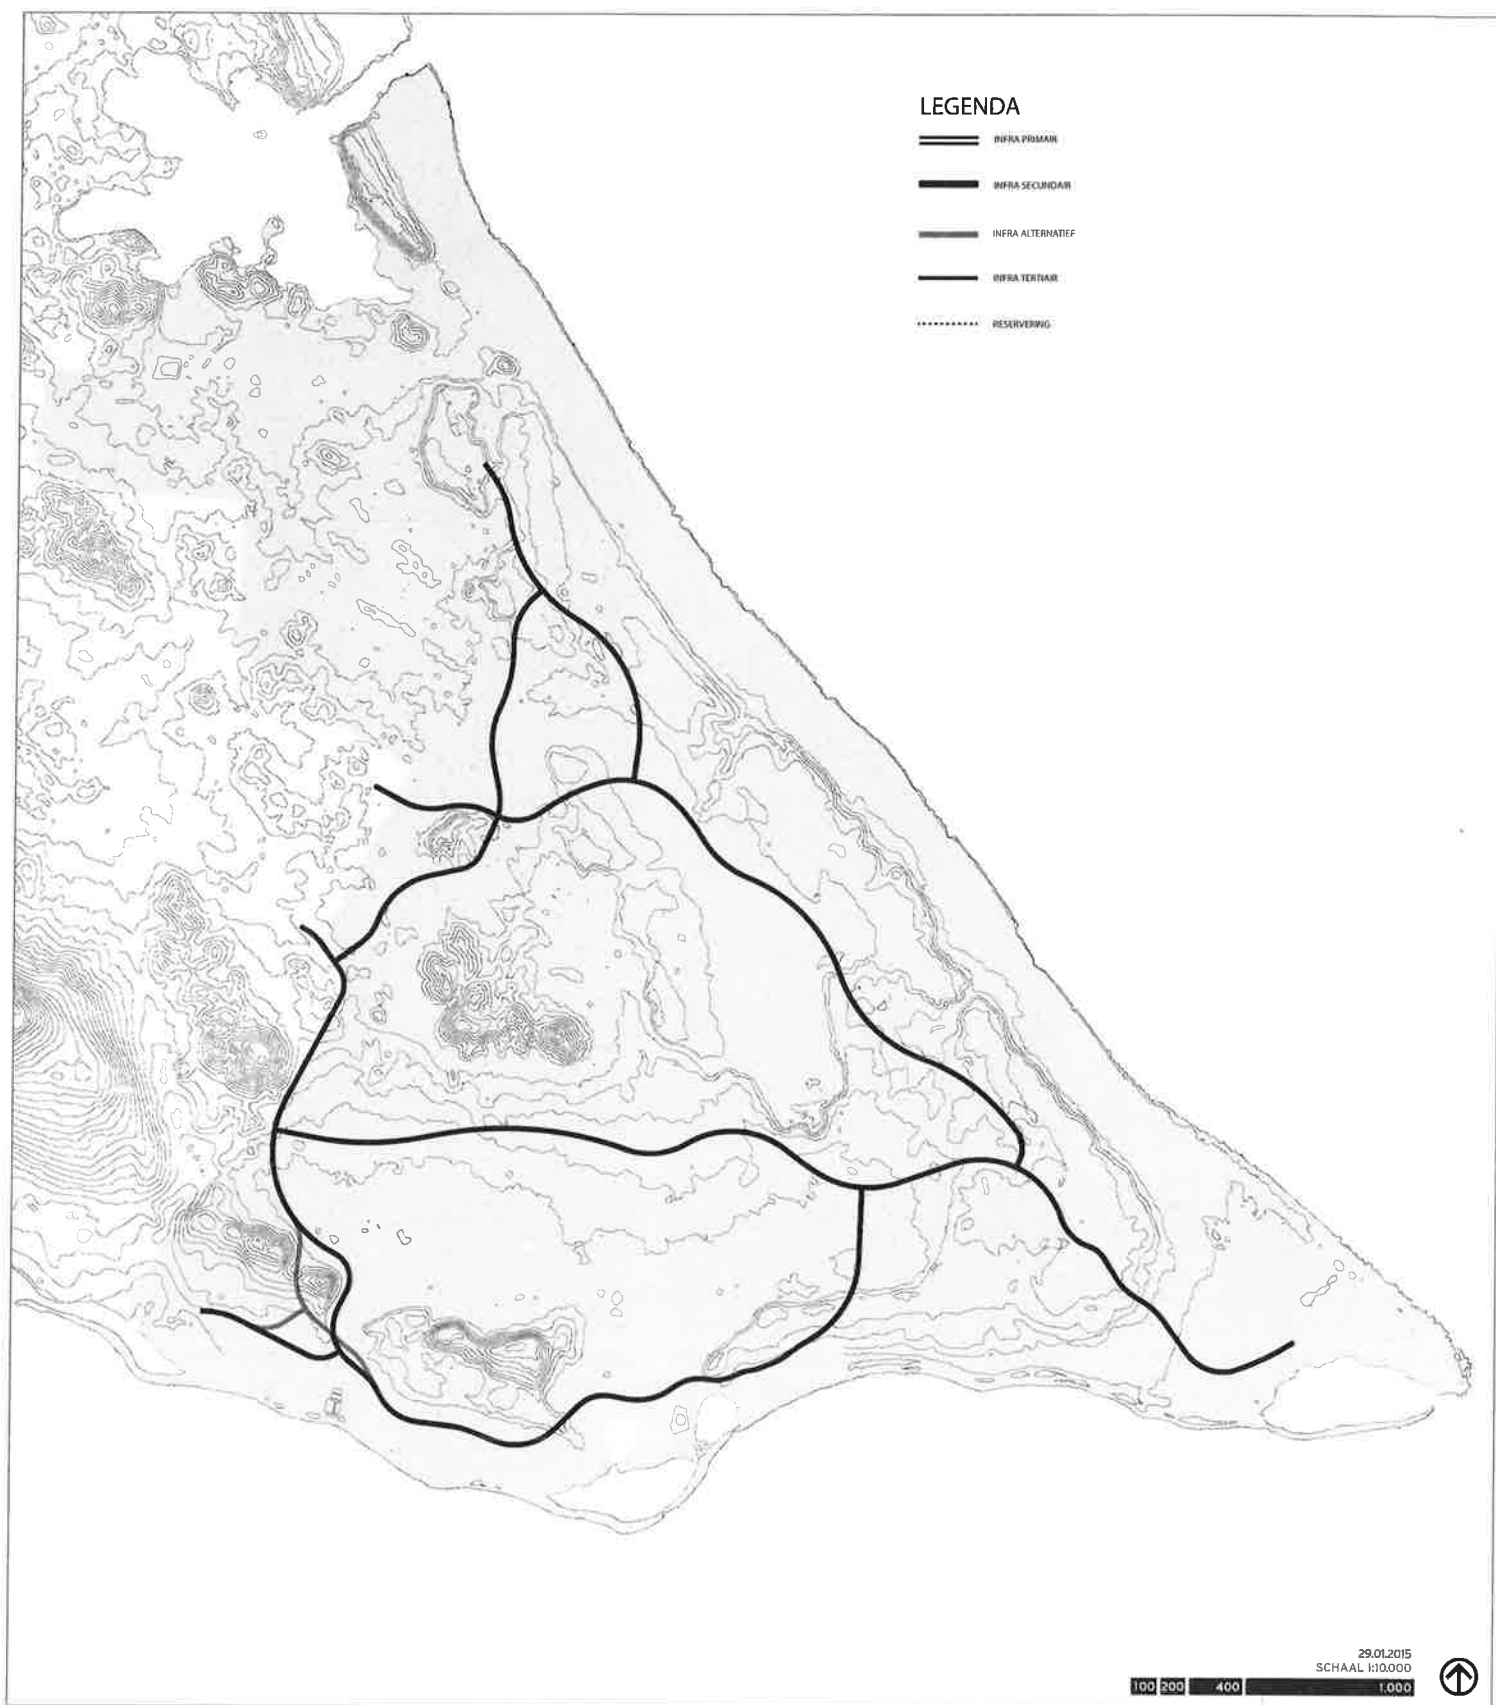 LEGENDA
INFRA PRIMAIR
INFRA SECUNDAIR
INFRA ALTERNATIEF
INFRA TERTIAIR
RESERVERING
29.01.2015
SCHAAL 1:10.000
100 200 400 1.000